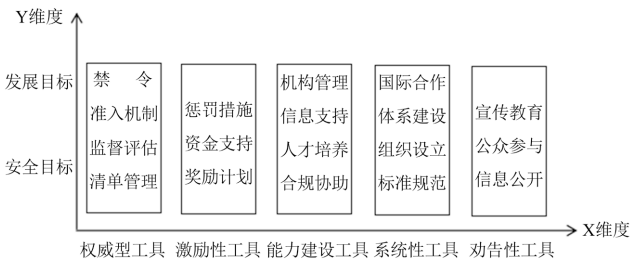 Y维度
发展目标
安全目标
禁 令
准入机制
监督评估
清单管理
惩罚措施
资金支持
奖励计划
机构管理
信息支持
人才培养
合规协助
国际合作
体系建设
组织设立
标准规范
宣传教育
公众参与
信息公开
X维度
权威型工具 激励性工具 能力建设工具 系统性工具 劝告性工具